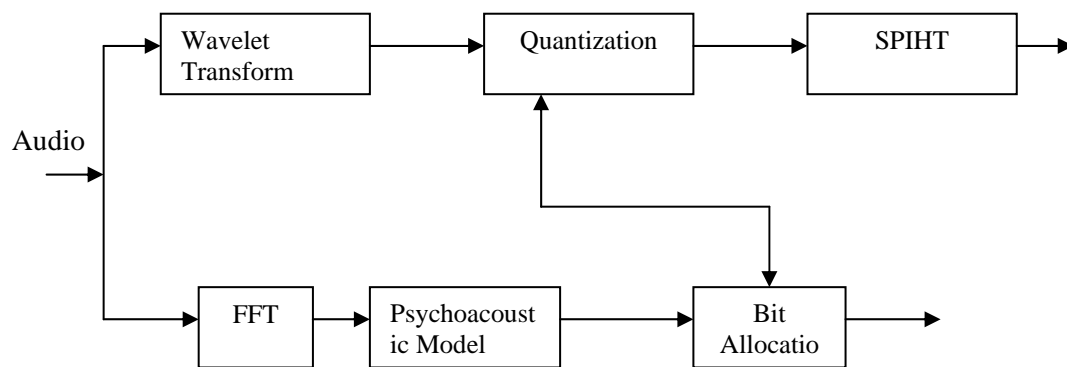 Wavelet
Transform
Quantization
SPIHT
Audio
FFT
Psychoacoust
ic Model
Bit
Allocatio